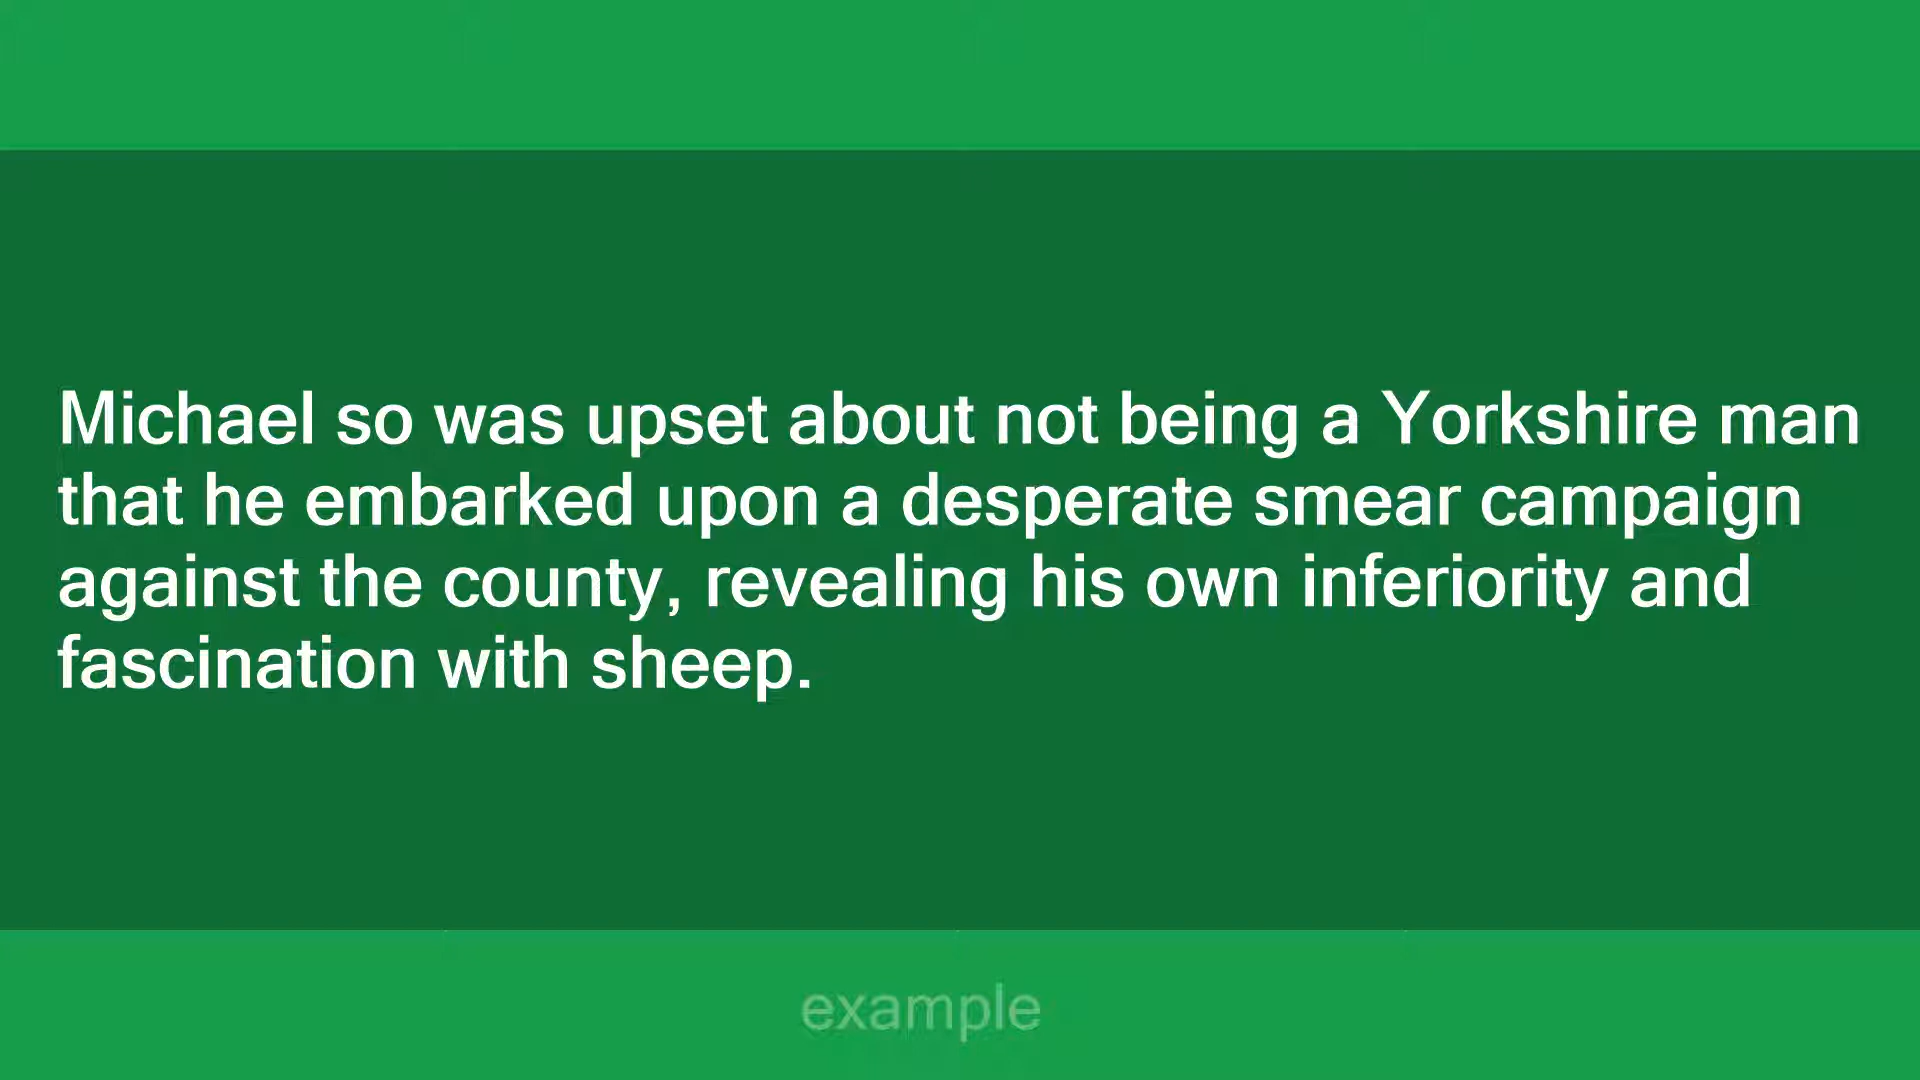 Michael so was upset about not being a Yorkshire man
that he embarked upon a desperate smear campaign
against the county, revealing his own inferiority and
fascination with sheep.
example